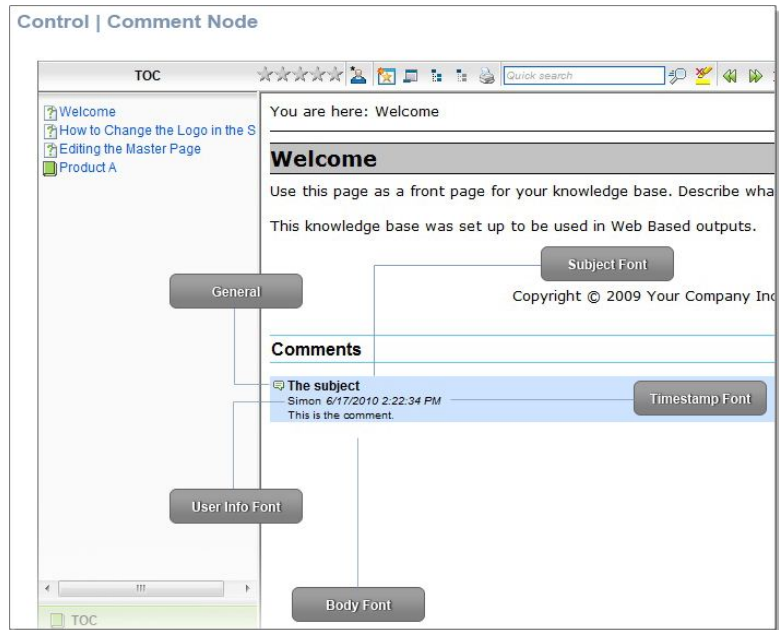 Control | Comment Node
TOC
Quick search
Welcome
How to Change the Logo in the S
Editing the Master Page
Product A
You are here: Welcome
Welcome
Use this page as a front page for your knowledge base. Describe wha
This knowledge base was set up to be used in Web Based outputs.
Subject Font
General
Copyright © 2009 Your Company Inc
Comments
The subject
Simon 6/17/2010 2:22:34 PM
This is the comment.
Timestamp Font
User Info Font
Body Font
TOC